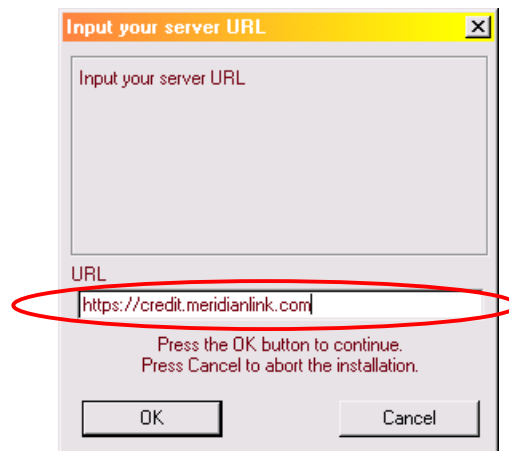 Input your server URL
Input your server URL
URL
https://credit.meridianlink.com
Press the OK button to continue.
Press Cancel to abort the installation.
OK
Cancel